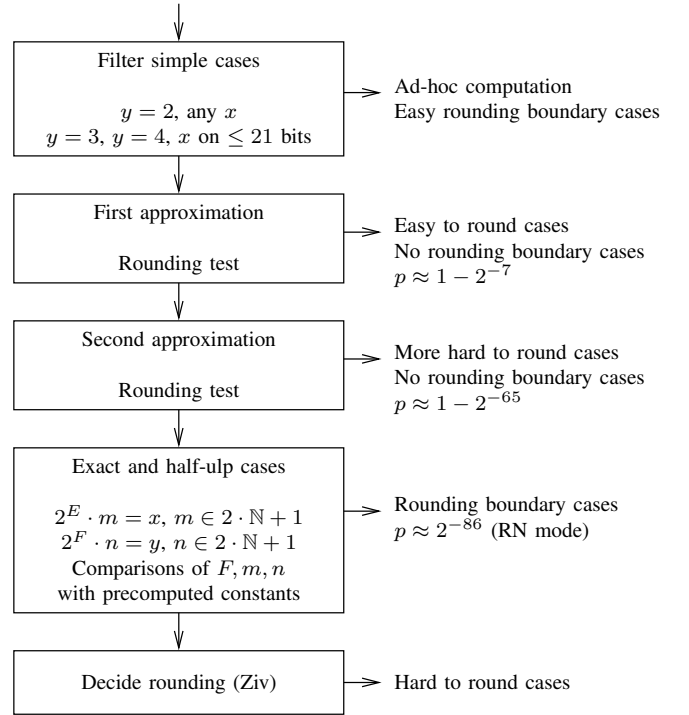 Filter simple cases
y = 2, any x
y = 3, y = 4, x on ≤ 21 bits
Ad-hoc computation
Easy rounding boundary cases
First approximation
Rounding test
Easy to round cases
No rounding boundary cases
p ≈ 1 − 2^{−7}
Second approximation
Rounding test
More hard to round cases
No rounding boundary cases
p ≈ 1 − 2^{−65}
Exact and half-ulp cases
2^E · m = x, m ∈ 2 · ℕ + 1
2^F · n = y, n ∈ 2 · ℕ + 1
Comparisons of F, m, n
with precomputed constants
Rounding boundary cases
p ≈ 2^{−86} (RN mode)
Decide rounding (Ziv)
Hard to round cases